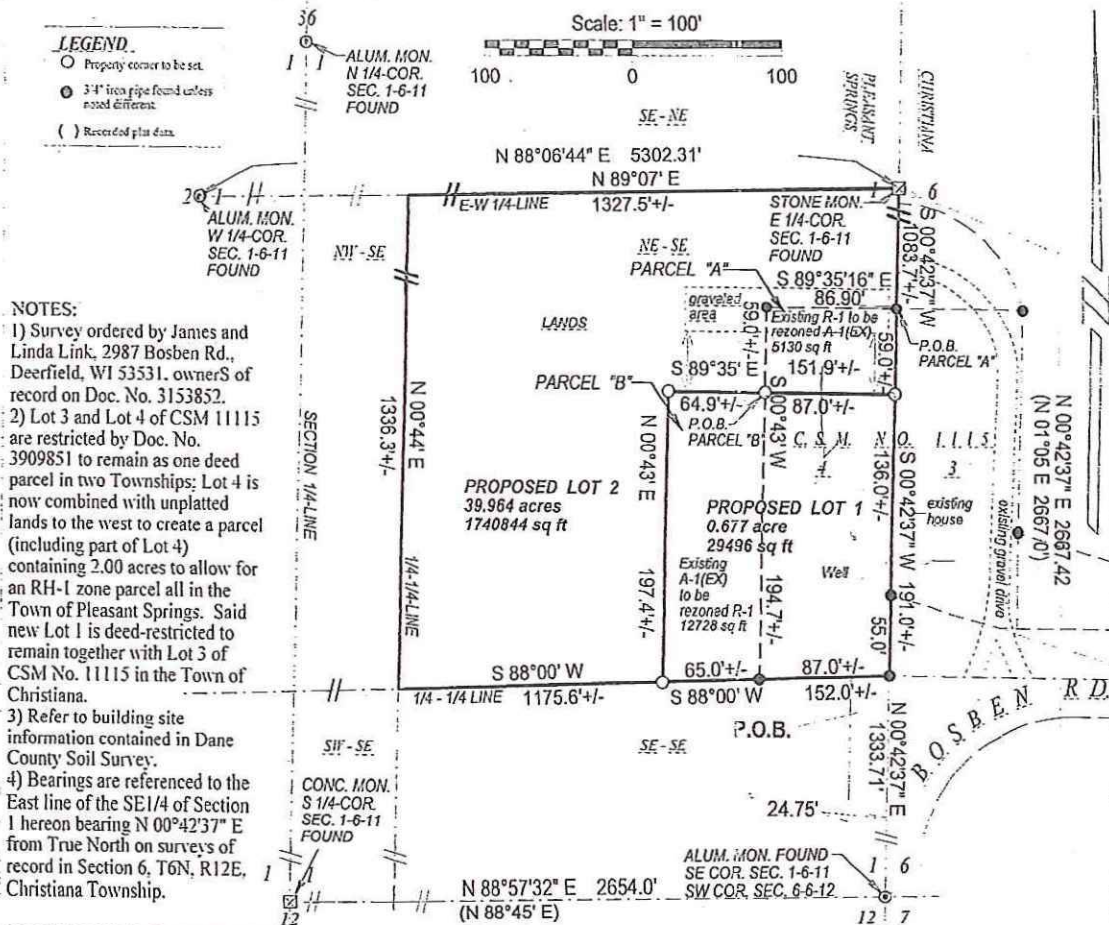 LEGEND
Property corner to be set.
3/4" iron pipe found unless
noted different.
( ) Recorded plat data.
36
1 1
ALUM. MON.
N 1/4-COR.
SEC. 1-6-11
FOUND
Scale: 1" = 100'
100 0 100
SE-NE
PLEASANT
SPRINGS
CHRISTIANA
N 88°06'44" E 5302.31'
N 89°07' E
E-W 1/4-LINE 1327.5'+/-
2 1
ALUM. MON.
W 1/4-COR.
SEC. 1-6-11
FOUND
1 6
STONE MON.
E 1/4-COR.
SEC. 1-6-11
FOUND
S 00°42'37" W
1083.7'+/-
NW-SE
NE-SE
PARCEL "A"
S 89°35'16" E
86.90'
graveled
area
59.0'+/-
Existing R-1 to be
rezoned A-1(EX)
5130 sq ft
59.0'+/-
P.O.B.
PARCEL "A"
LANDS
S 89°35' E
151.9'+/-
PARCEL "B"
64.9'+/-
87.0'+/-
P.O.B.
PARCEL "B"
S 00°43' W
C. S. M. NO. 11115
4
3
N 00°42'37" E 2667.42
(N 01°05 E 2667.0')
NOTES:
1) Survey ordered by James and
Linda Link, 2987 Bosben Rd.,
Deerfield, WI 53531, ownerS of
record on Doc. No. 3153852.
2) Lot 3 and Lot 4 of CSM 11115
are restricted by Doc. No.
3909851 to remain as one deed
parcel in two Townships; Lot 4 is
now combined with unplatted
lands to the west to create a parcel
(including part of Lot 4)
containing 2.00 acres to allow for
an RH-1 zone parcel all in the
Town of Pleasant Springs. Said
new Lot 1 is deed-restricted to
remain together with Lot 3 of
CSM No. 11115 in the Town of
Christiana.
3) Refer to building site
information contained in Dane
County Soil Survey.
4) Bearings are referenced to the
East line of the SE1/4 of Section
1 hereon bearing N 00°42'37" E
from True North on surveys of
record in Section 6, T6N, R12E,
Christiana Township.
SECTION 1/4-LINE
N 00°44' E
1336.3'+/-
1/4-1/4-LINE
PROPOSED LOT 2
39.964 acres
1740844 sq ft
N 00°43' E
197.4'+/-
PROPOSED LOT 1
0.677 acre
29496 sq ft
Existing
A-1(EX)
to be
rezoned R-1
12728 sq ft
194.7'+/-
Well
136.0'+/-
55.0'
S 00°42'37" W 191.0'+/-
existing
house
existing gravel drive
S 88°00' W
1/4 - 1/4 LINE 1175.6'+/-
65.0'+/-
87.0'+/-
S 88°00' W
152.0'+/-
P.O.B.
BOSBEN RD
SW-SE
SE-SE
N 00°42'37" E
1333.71'
24.75'
CONC. MON.
S 1/4-COR.
SEC. 1-6-11
FOUND
1 1
12
N 88°57'32" E 2654.0'
(N 88°45' E)
ALUM. MON. FOUND
SE COR. SEC. 1-6-11
SW COR. SEC. 6-6-12
1 6
12 7